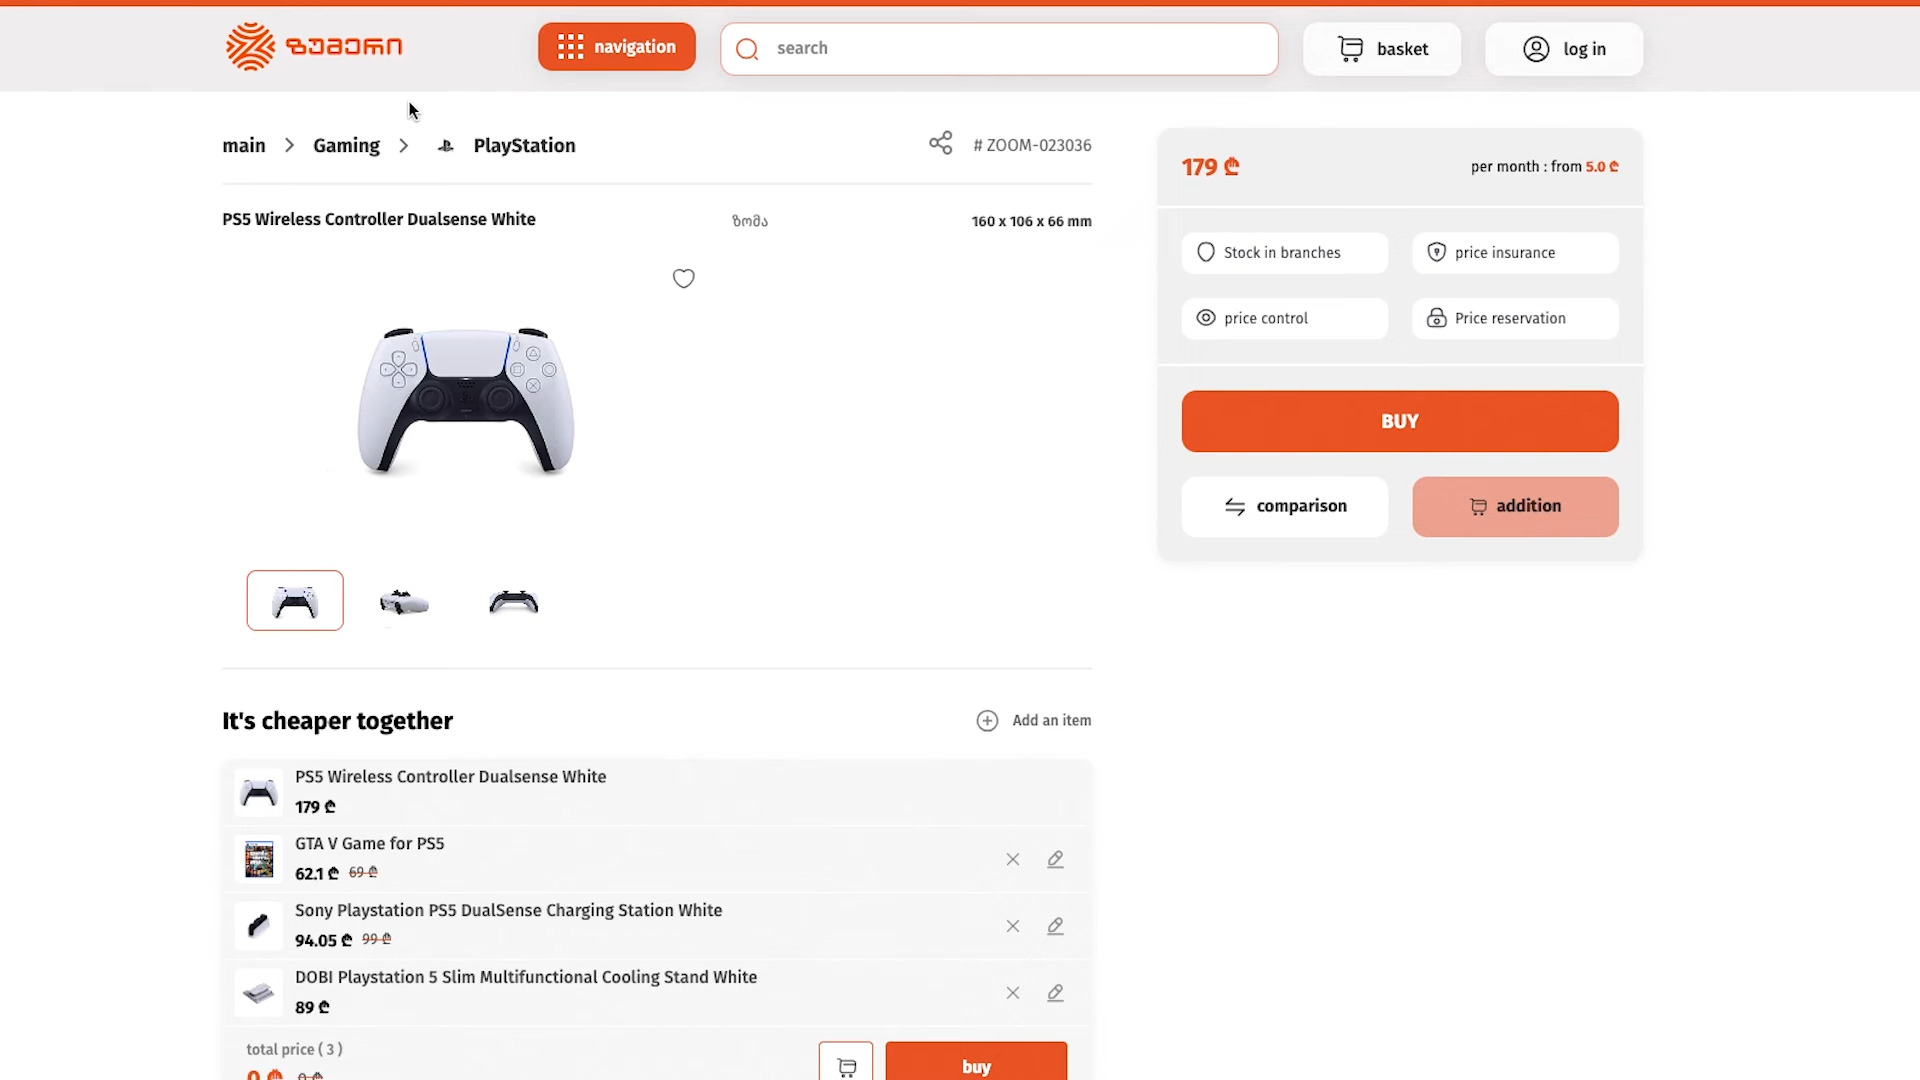 ზუმერი
navigation
search
basket
log in
main > Gaming > PlayStation
# ZOOM-023036
179 ₾
per month : from 5.0 ₾
PS5 Wireless Controller Dualsense White
ზომა
160 x 106 x 66 mm
Stock in branches
price insurance
price control
Price reservation
BUY
comparison
addition
It's cheaper together
Add an item
PS5 Wireless Controller Dualsense White
179 ₾
GTA V Game for PS5
62.1 ₾ 69 ₾
Sony Playstation PS5 DualSense Charging Station White
94.05 ₾ 99 ₾
DOBI Playstation 5 Slim Multifunctional Cooling Stand White
89 ₾
total price ( 3 )
0 ₾ 0 ₾
buy